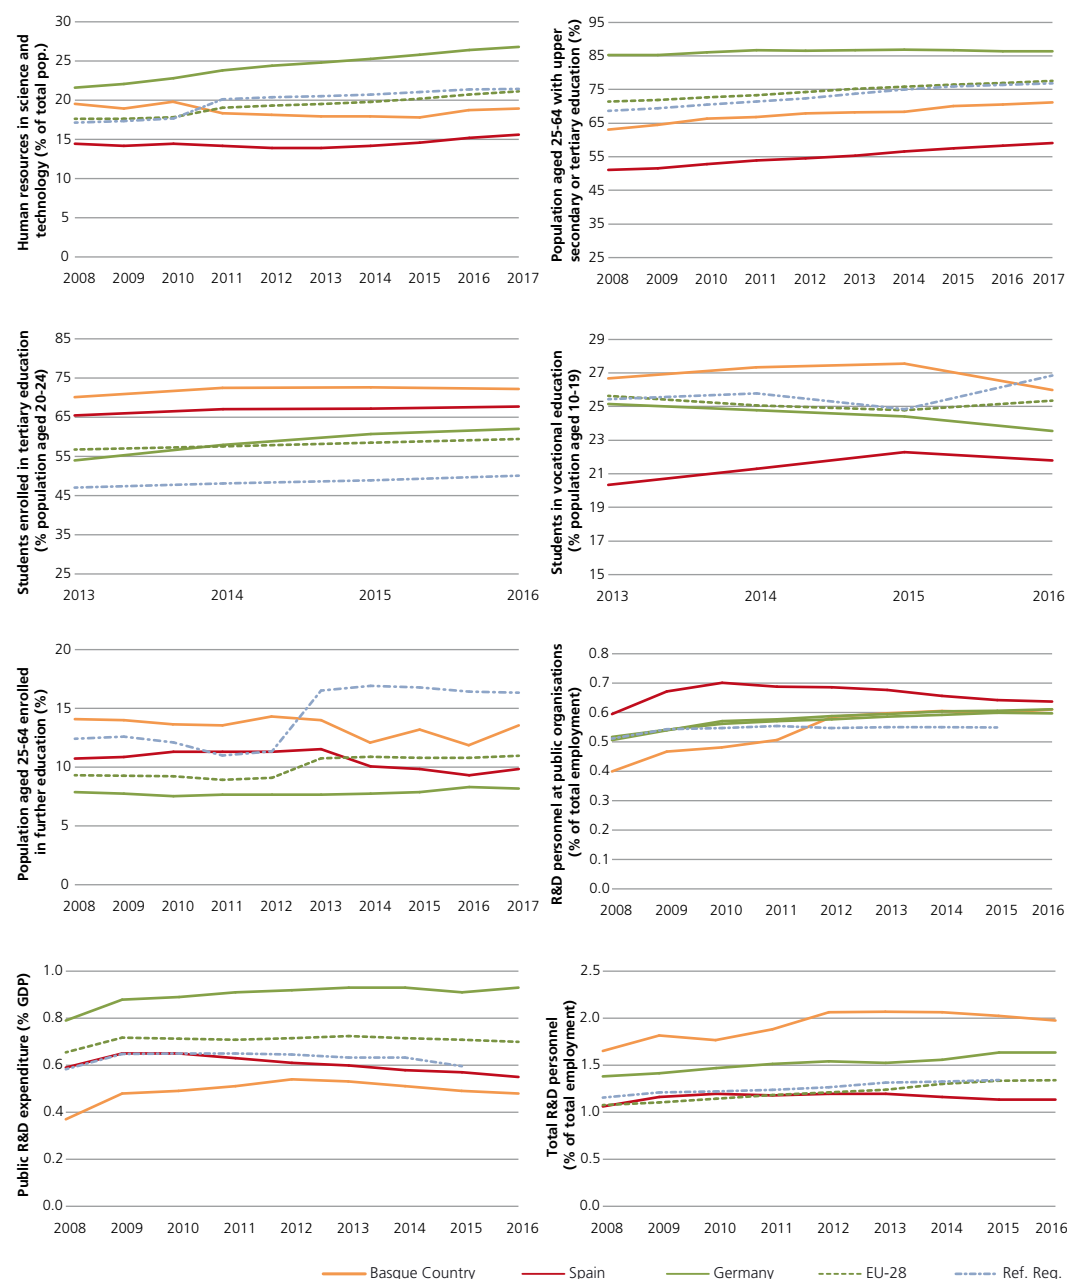 Human resources in science and
technology (% of total pop.)
30
25
20
15
10
5
0
2008 2009 2010 2011 2012 2013 2014 2015 2016 2017
Population aged 25-64 with upper
secondary or tertiary education (%)
95
85
75
65
55
45
35
25
2008 2009 2010 2011 2012 2013 2014 2015 2016 2017
Students enrolled in tertiary education
(% population aged 20-24)
85
75
65
55
45
35
25
2013 2014 2015 2016
Students in vocational education
(% population aged 10-19)
29
27
25
23
21
19
17
15
2013 2014 2015 2016
Population aged 25-64 enrolled
in further education (%)
20
15
10
5
0
2008 2009 2010 2011 2012 2013 2014 2015 2016 2017
R&D personnel at public organisations
(% of total employment)
0.8
0.7
0.6
0.5
0.4
0.3
0.2
0.1
0.0
2008 2009 2010 2011 2012 2013 2014 2015 2016
Public R&D expenditure (% GDP)
1.0
0.8
0.6
0.4
0.2
0.0
2008 2009 2010 2011 2012 2013 2014 2015 2016
Total R&D personnel
(% of total employment)
2.5
2.0
1.5
1.0
0.5
0.0
2008 2009 2010 2011 2012 2013 2014 2015 2016
Basque Country Spain Germany EU-28 Ref. Reg.